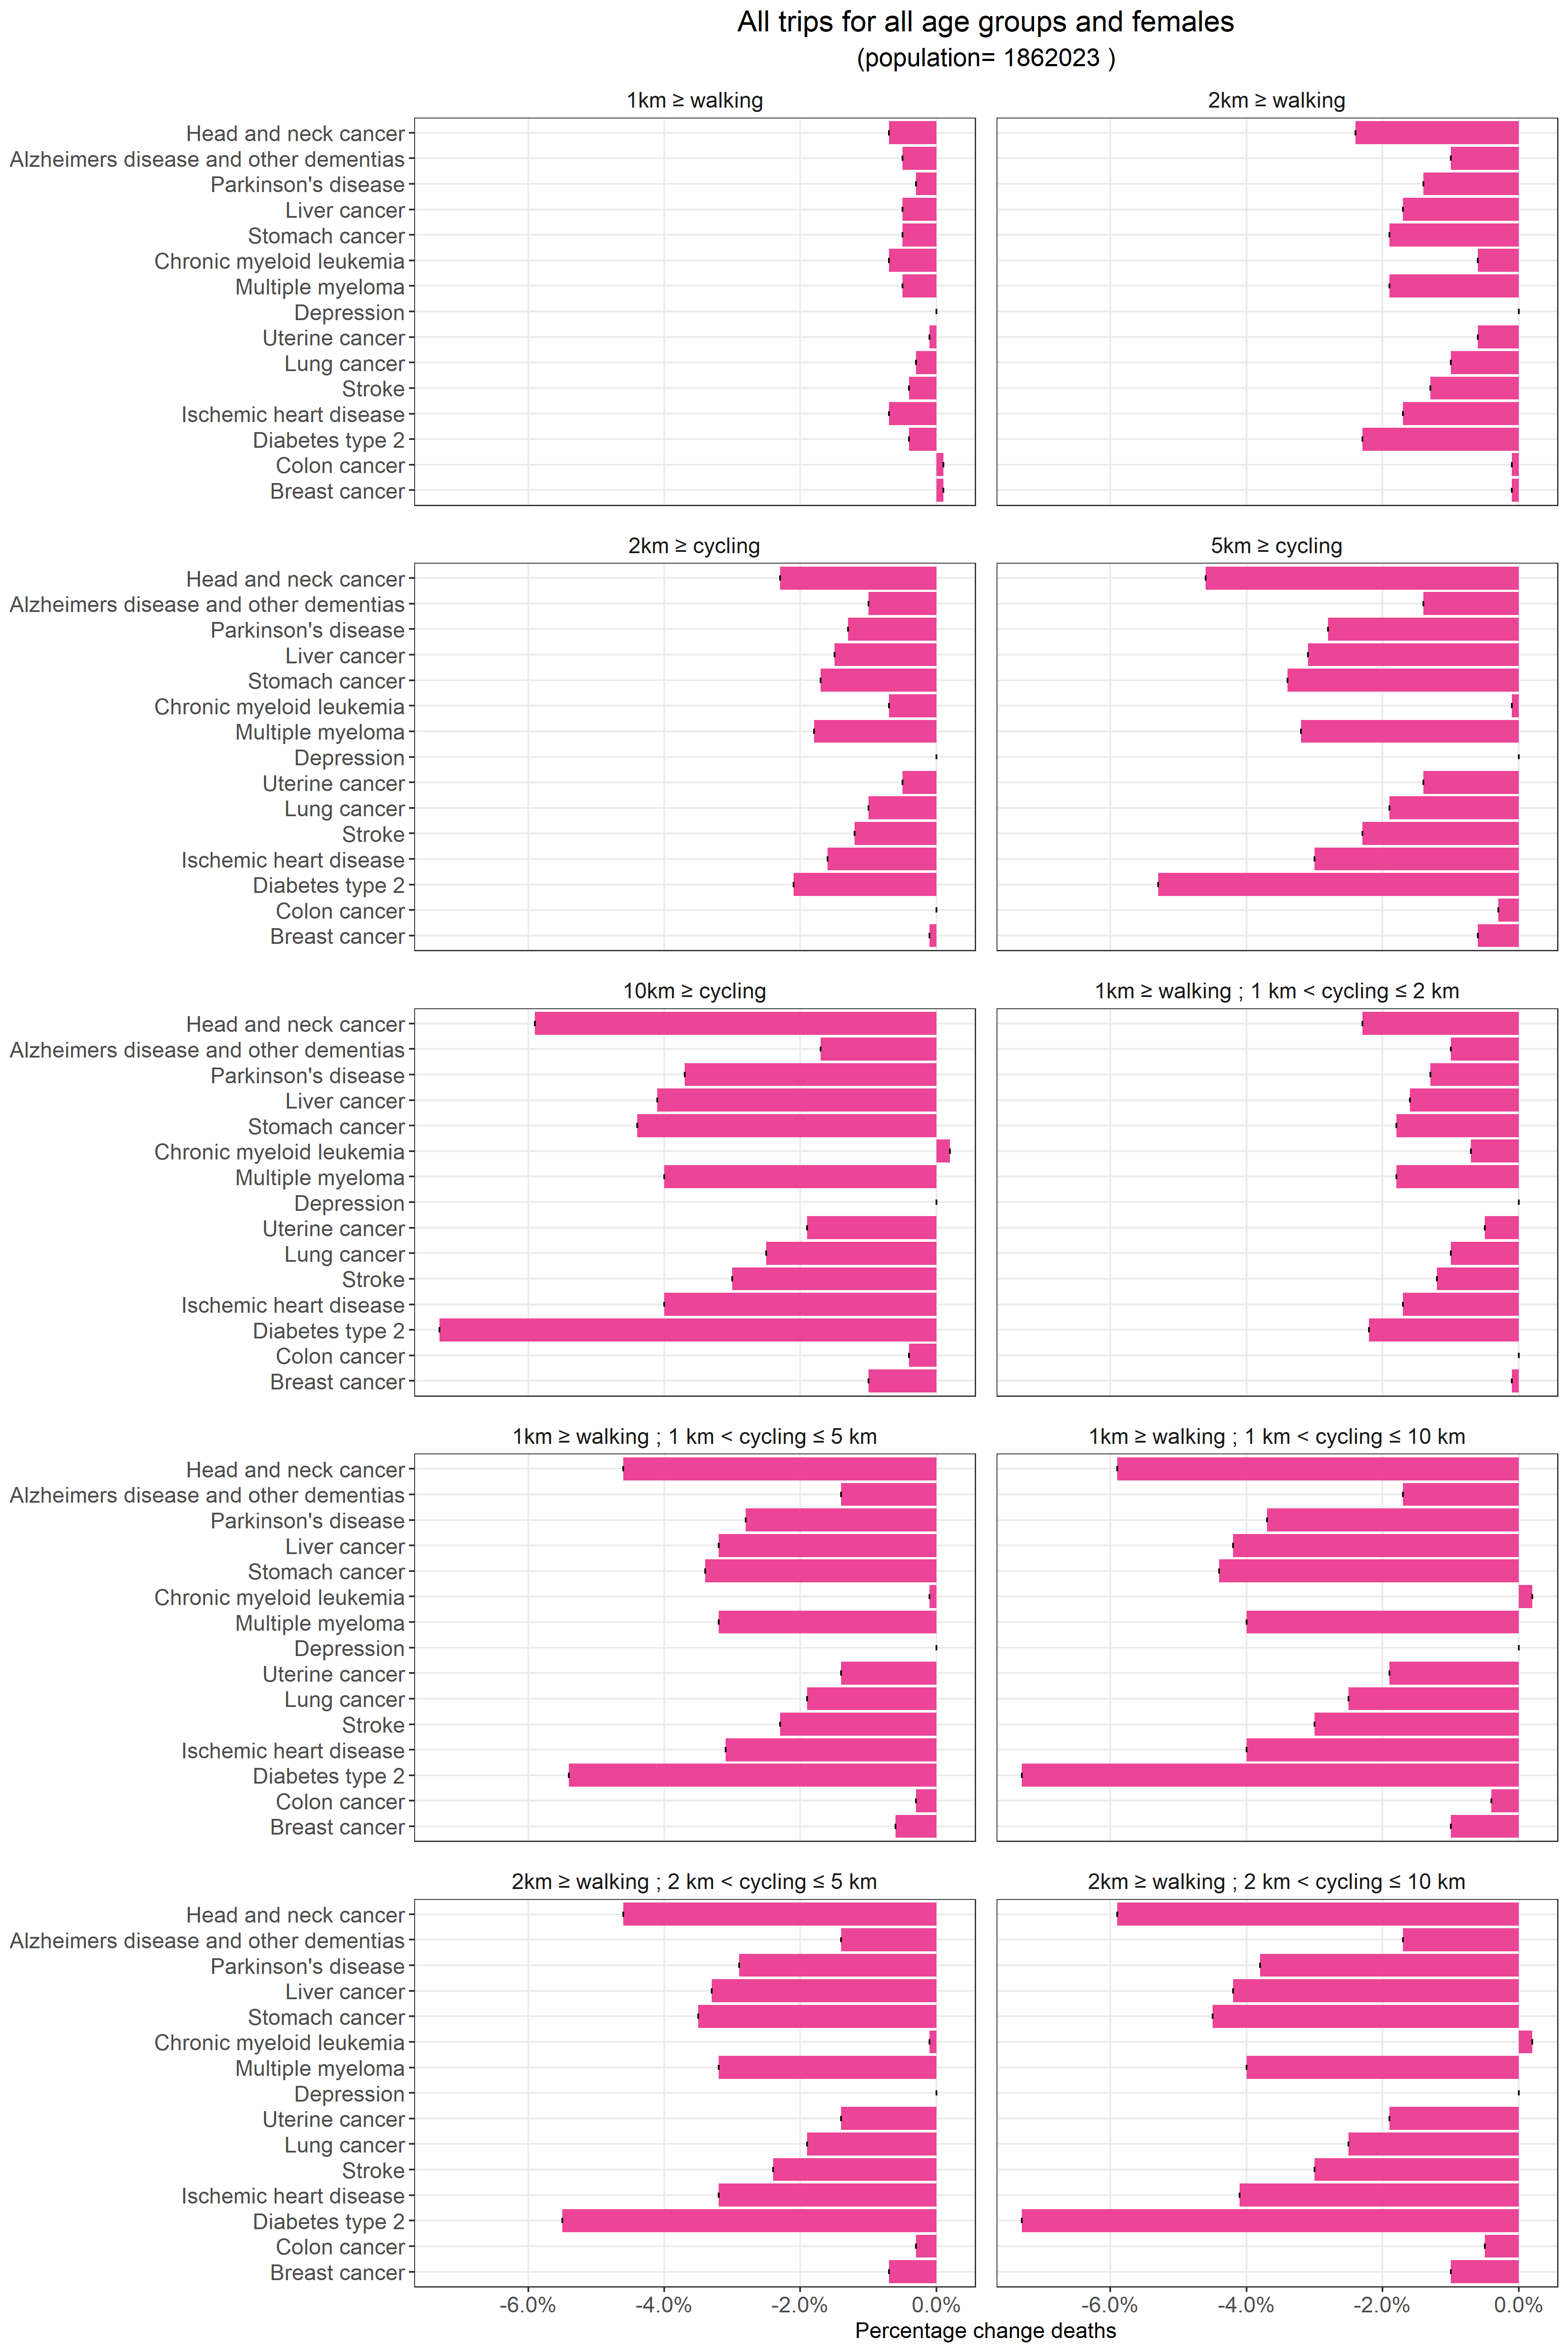 All trips for all age groups and females
(population= 1862023 )
1km ≥ walking
2km ≥ walking
Head and neck cancer
Alzheimers disease and other dementias
Parkinson's disease
Liver cancer
Stomach cancer
Chronic myeloid leukemia
Multiple myeloma
Depression
Uterine cancer
Lung cancer
Stroke
Ischemic heart disease
Diabetes type 2
Colon cancer
Breast cancer
2km ≥ cycling
5km ≥ cycling
Head and neck cancer
Alzheimers disease and other dementias
Parkinson's disease
Liver cancer
Stomach cancer
Chronic myeloid leukemia
Multiple myeloma
Depression
Uterine cancer
Lung cancer
Stroke
Ischemic heart disease
Diabetes type 2
Colon cancer
Breast cancer
10km ≥ cycling
1km ≥ walking ; 1 km < cycling ≤ 2 km
Head and neck cancer
Alzheimers disease and other dementias
Parkinson's disease
Liver cancer
Stomach cancer
Chronic myeloid leukemia
Multiple myeloma
Depression
Uterine cancer
Lung cancer
Stroke
Ischemic heart disease
Diabetes type 2
Colon cancer
Breast cancer
1km ≥ walking ; 1 km < cycling ≤ 5 km
1km ≥ walking ; 1 km < cycling ≤ 10 km
Head and neck cancer
Alzheimers disease and other dementias
Parkinson's disease
Liver cancer
Stomach cancer
Chronic myeloid leukemia
Multiple myeloma
Depression
Uterine cancer
Lung cancer
Stroke
Ischemic heart disease
Diabetes type 2
Colon cancer
Breast cancer
2km ≥ walking ; 2 km < cycling ≤ 5 km
2km ≥ walking ; 2 km < cycling ≤ 10 km
Head and neck cancer
Alzheimers disease and other dementias
Parkinson's disease
Liver cancer
Stomach cancer
Chronic myeloid leukemia
Multiple myeloma
Depression
Uterine cancer
Lung cancer
Stroke
Ischemic heart disease
Diabetes type 2
Colon cancer
Breast cancer
-6.0% -4.0% -2.0% 0.0% -6.0% -4.0% -2.0% 0.0%
Percentage change deaths